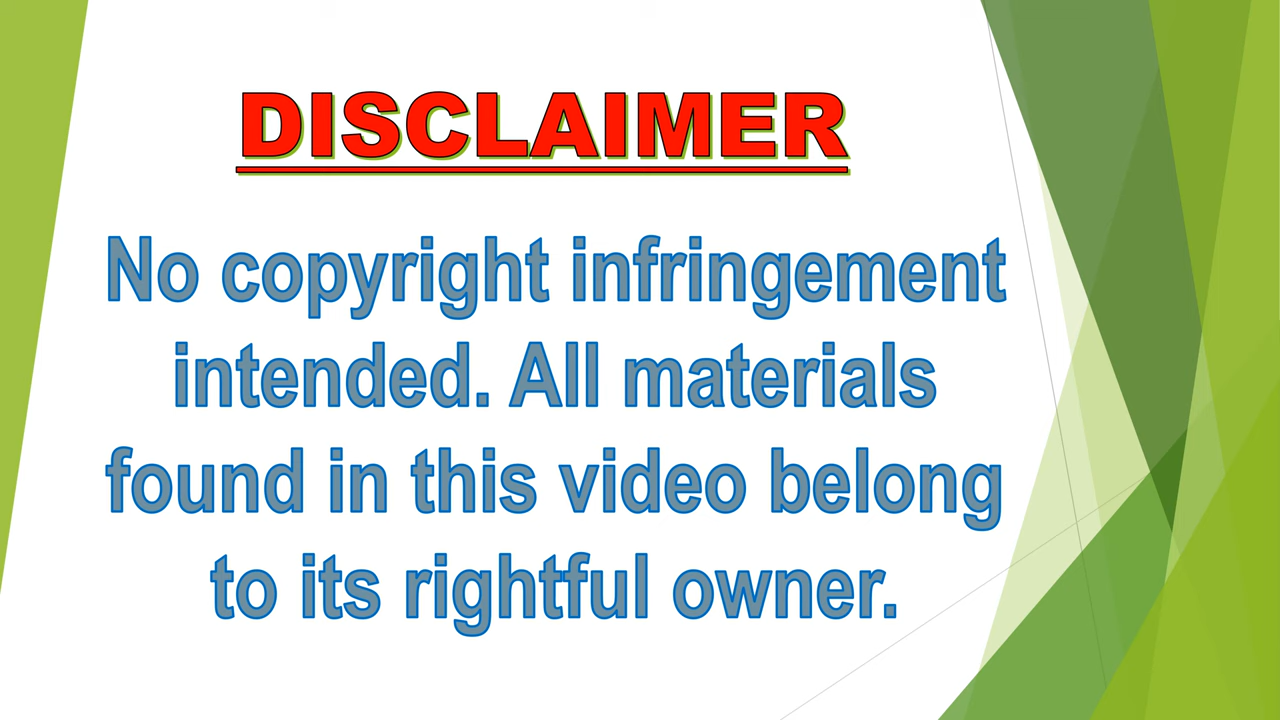 DISCLAIMER
No copyright infringement
intended. All materials
found in this video belong
to its rightful owner.